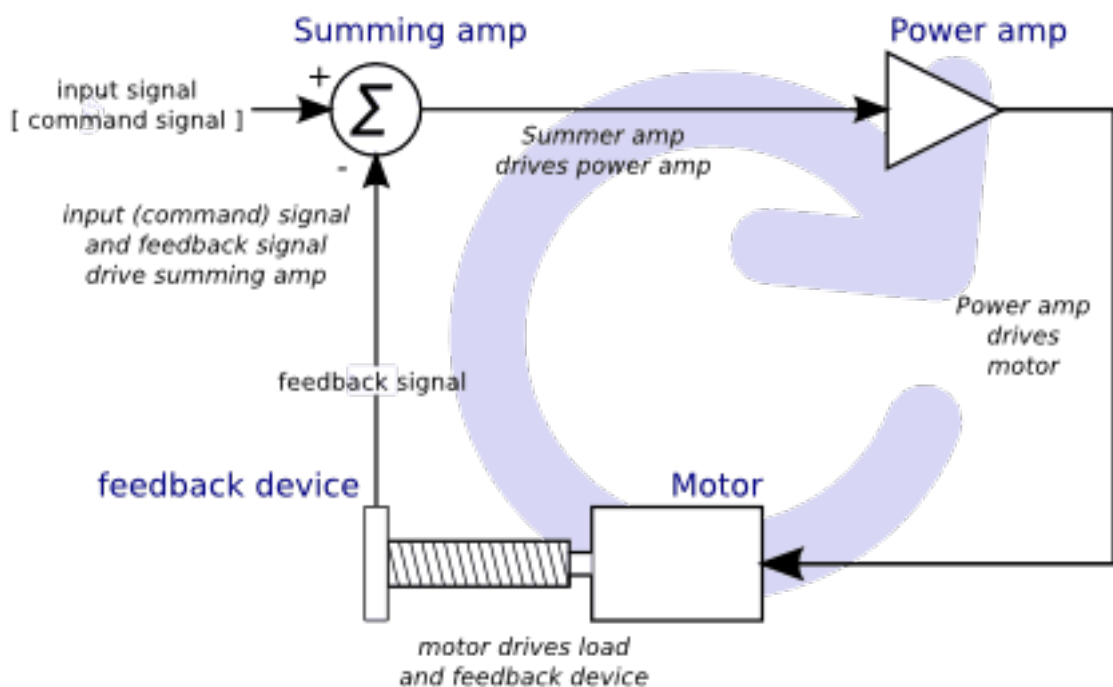 Summing amp
Power amp
+
input signal
[ command signal ]
Σ
-
Summer amp
drives power amp
input (command) signal
and feedback signal
drive summing amp
Power amp
drives
motor
feedback signal
feedback device
Motor
motor drives load
and feedback device